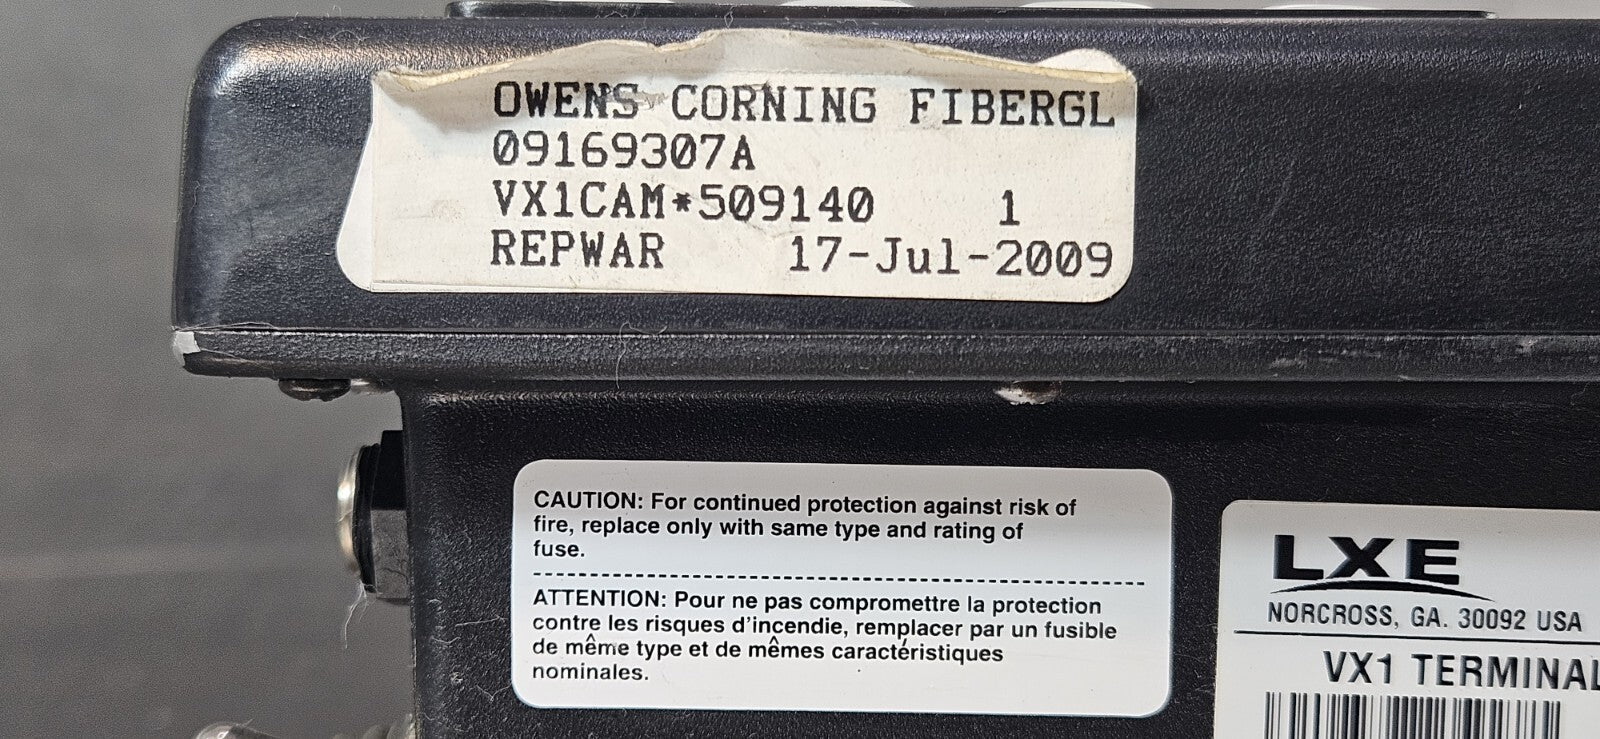 OWENS CORNING FIBERGL
09169307A
VX1CAM*509140 1
REPWAR 17-Jul-2009
CAUTION: For continued protection against risk of
fire, replace only with same type and rating of
fuse.
ATTENTION: Pour ne pas compromettre la protection
contre les risques d'incendie, remplacer par un fusible
de même type et de mêmes caractéristiques
nominales.
LXE
NORCROSS, GA. 30092 USA
VX1 TERMINAL